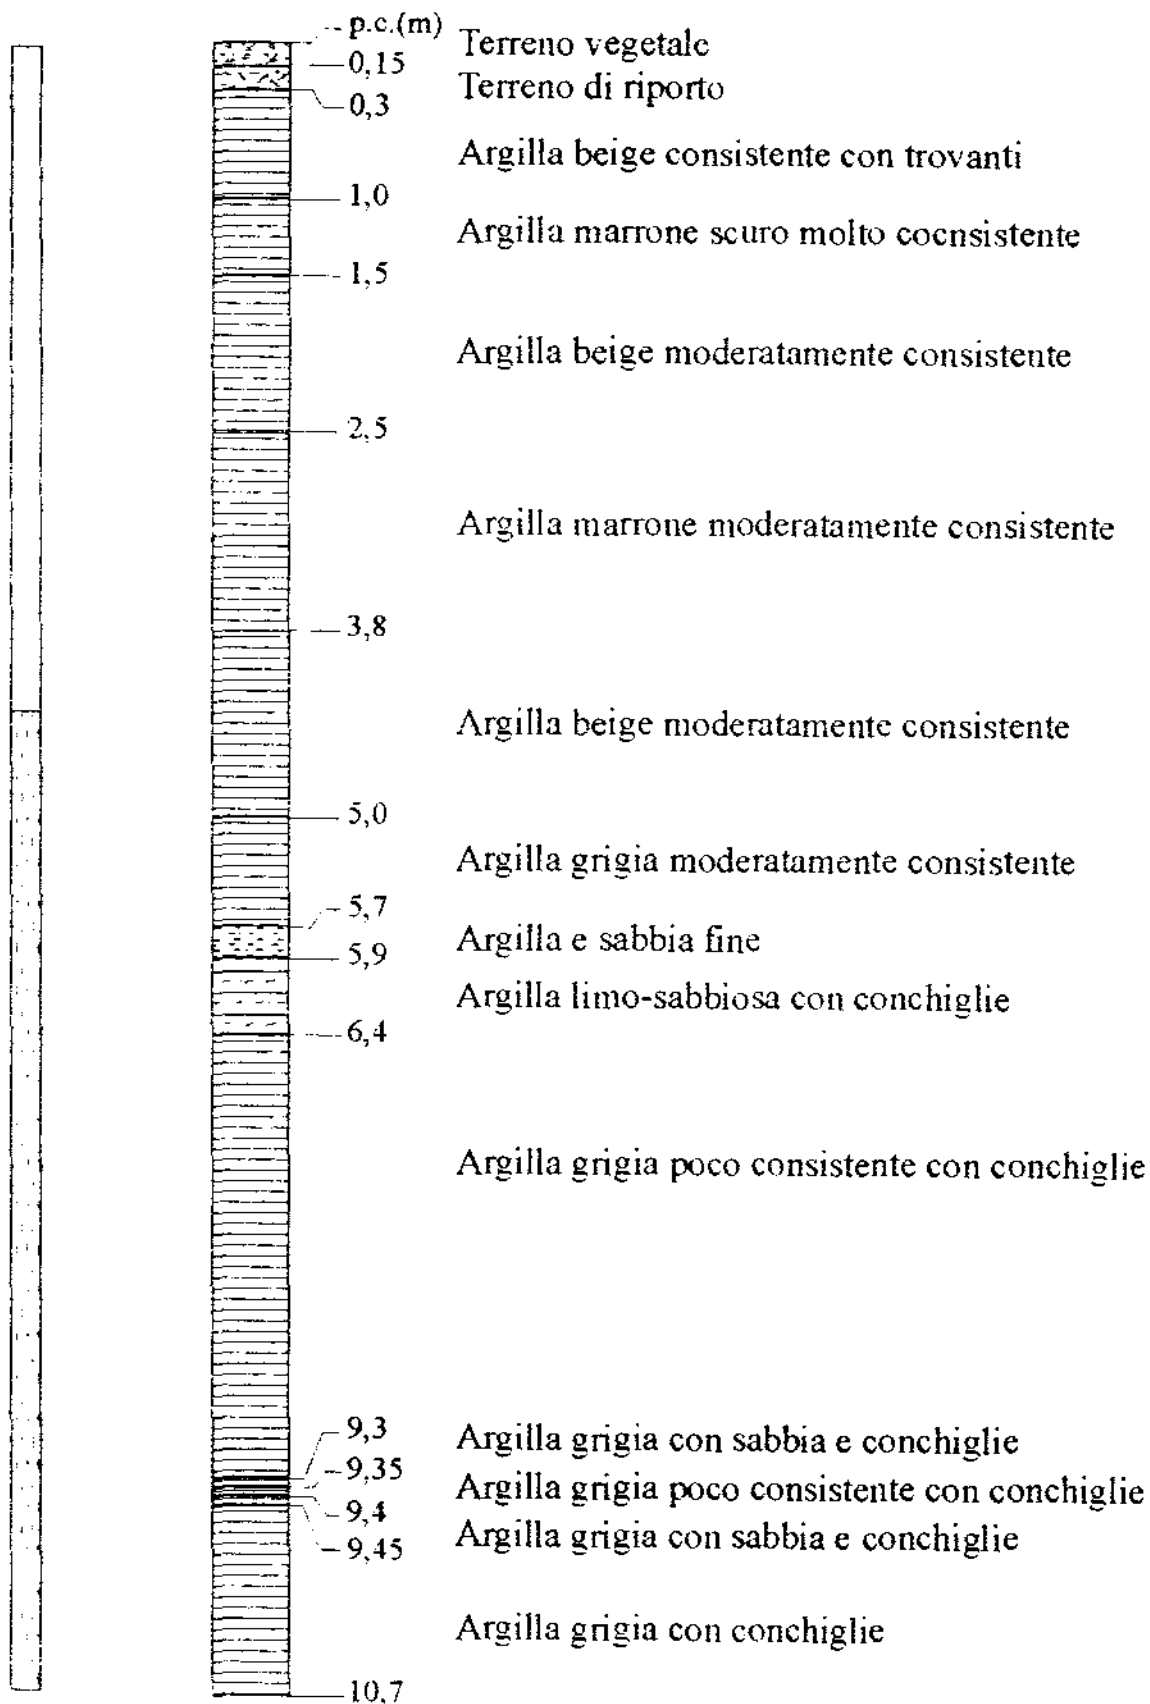 p.c.(m)
Terreno vegetale
0,15
Terreno di riporto
0,3
Argilla beige consistente con trovanti
1,0
Argilla marrone scuro molto cocnsistente
1,5
Argilla beige moderatamente consistente
2,5
Argilla marrone moderatamente consistente
3,8
Argilla beige moderatamente consistente
5,0
Argilla grigia moderatamente consistente
5,7
Argilla e sabbia fine
5,9
Argilla limo-sabbiosa con conchiglie
6,4
Argilla grigia poco consistente con conchiglie
9,3
Argilla grigia con sabbia e conchiglie
9,35
Argilla grigia poco consistente con conchiglie
9,4
Argilla grigia con sabbia e conchiglie
9,45
Argilla grigia con conchiglie
10,7